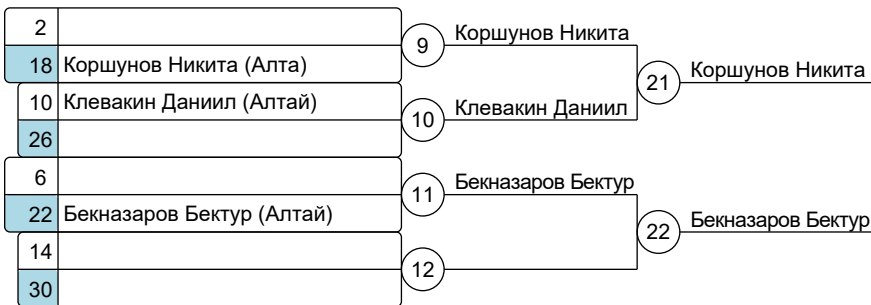 2
9
Коршунов Никита
18 Коршунов Никита (Алта)
21
Коршунов Никита
10 Клевакин Даниил (Алтай)
10
Клевакин Даниил
26
6
11
Бекназаров Бектур
22 Бекназаров Бектур (Алтай)
22
Бекназаров Бектур
14
12
30